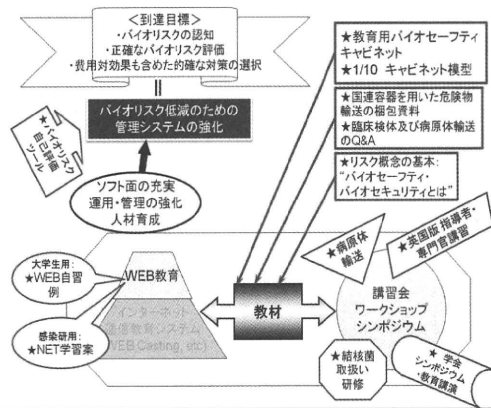 ＜到達目標＞
・バイオリスクの認知
・正確なバイオリスク評価
・費用対効果も含めた的確な対策の選択
バイオリスク低減のための
管理システムの強化
★バイオリスク
自己評価
ツール
ソフト面の充実
運用・管理の強化
人材育成
★教育用バイオセーフティ
キャビネット
★1/10 キャビネット模型
★国連容器を用いた危険物
輸送の梱包資料
★臨床検体及び病原体輸送
のQ&A
★リスク概念の基本:
“バイオセーフティ・
バイオセキュリティとは”
★病原体
輸送
★英国版 指導者・
専門官講習
大学生用:
★WEB自習
例
感染研用:
★NET学習案
WEB教育
インターネット
通信教育システム
(WEB Casting, etc)
教材
講習会
ワークショップ
シンポジウム
★結核菌
取扱い
研修
★ 学会
シンポジウム
・教育講演